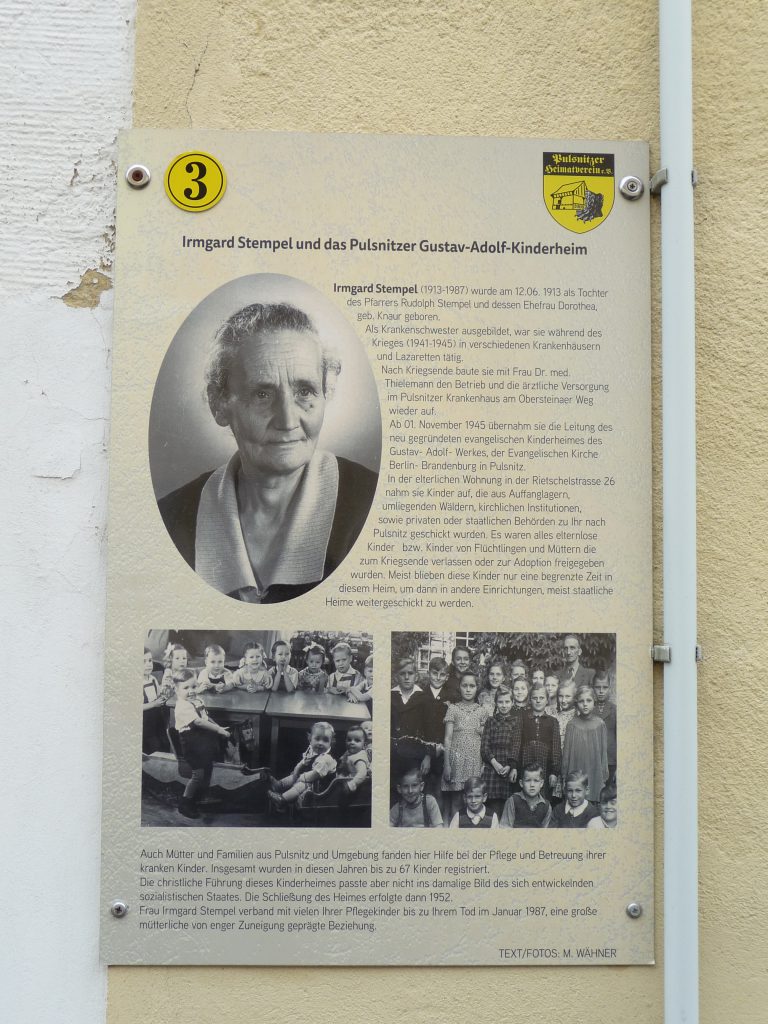 3
Pulsnitzer
Heimatverein e.V.
Irmgard Stempel und das Pulsnitzer Gustav-Adolf-Kinderheim
Irmgard Stempel (1913-1987) wurde am 12.06. 1913 als Tochter
des Pfarrers Rudolph Stempel und dessen Ehefrau Dorothea,
geb. Knaur geboren.
Als Krankenschwester ausgebildet, war sie während des
Krieges (1941-1945) in verschiedenen Krankenhäusern
und Lazaretten tätig.
Nach Kriegsende baute sie mit Frau Dr. med.
Thielemann den Betrieb und die ärztliche Versorgung
im Pulsnitzer Krankenhaus am Obersteinaer Weg
wieder auf.
Ab 01. November 1945 übernahm sie die Leitung des
neu gegründeten evangelischen Kinderheimes des
Gustav- Adolf- Werkes, der Evangelischen Kirche
Berlin- Brandenburg in Pulsnitz.
In der elterlichen Wohnung in der Rietschelstrasse 26
nahm sie Kinder auf, die aus Auffanglagern,
umliegenden Wäldern, kirchlichen Institutionen,
sowie privaten oder staatlichen Behörden zu Ihr nach
Pulsnitz geschickt wurden. Es waren alles elternlose
Kinder bzw. Kinder von Flüchtlingen und Müttern die
zum Kriegsende verlassen oder zur Adoption freigegeben
wurden. Meist blieben diese Kinder nur eine begrenzte Zeit in
diesem Heim, um dann in andere Einrichtungen, meist staatliche
Heime weitergeschickt zu werden.
Auch Mütter und Familien aus Pulsnitz und Umgebung fanden hier Hilfe bei der Pflege und Betreuung ihrer
kranken Kinder. Insgesamt wurden in diesen Jahren bis zu 67 Kinder registriert.
Die christliche Führung dieses Kinderheimes passte aber nicht ins damalige Bild des sich entwickelnden
sozialistischen Staates. Die Schließung des Heimes erfolgte dann 1952.
Frau Irmgard Stempel verband mit vielen Ihrer Pflegekinder bis zu Ihrem Tod im Januar 1987, eine große
mütterliche von enger Zuneigung geprägte Beziehung.
TEXT/FOTOS: M. WÄHNER